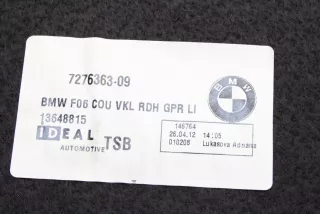 7276363-09
BMW
BMW F06 COU VKL RDH GPR LI
13648815
IDEAL
AUTOMOTIVE
TSB
146764
26.04.12 14:05
010206 Lukasova Adriana